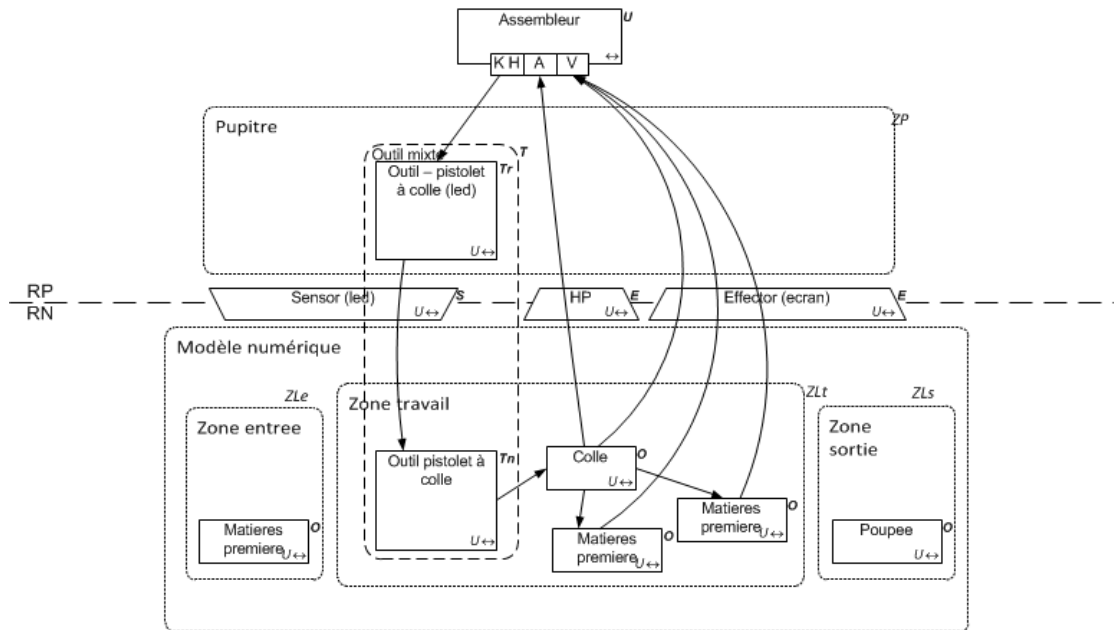 Assembleur
U
↔
K H A V
Pupitre
ZP
Outil mixte
T
Outil – pistolet
à colle (led)
Tr
U↔
RP
RN
Sensor (led)
S
U↔
HP
E
U↔
Effector (ecran)
E
U↔
Modèle numérique
ZLe
Zone entree
Matieres
premiere
O
U↔
Zone travail
ZLt
Outil pistolet à
colle
Tn
U↔
Colle
O
U↔
Matieres
premiere
O
U↔
Matieres
premiere
O
U↔
ZLs
Zone
sortie
Poupee
O
U↔